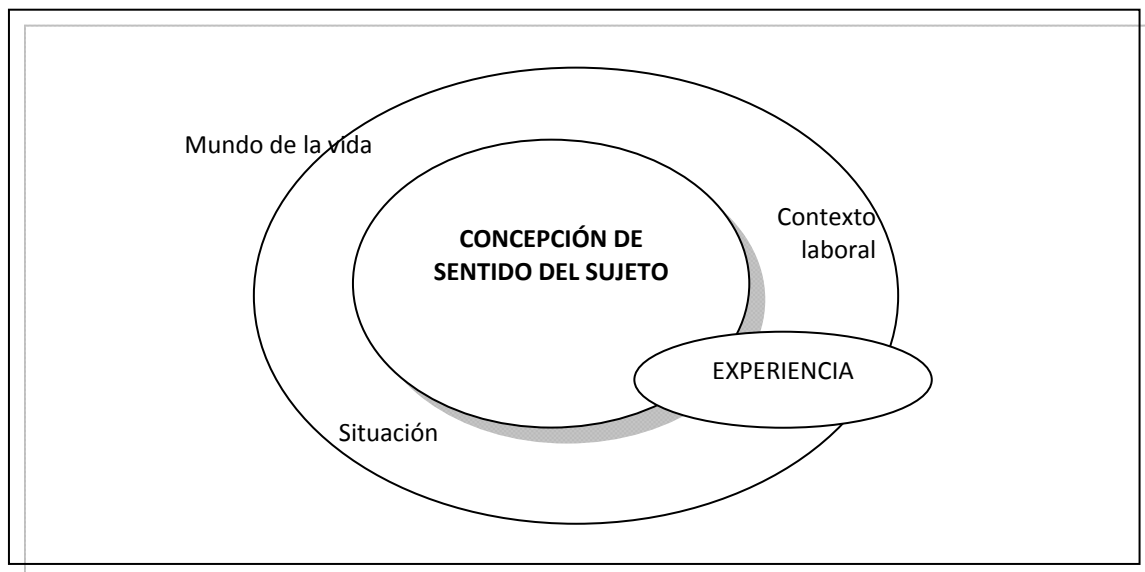 Mundo de la vida
Contexto
laboral
CONCEPCIÓN DE
SENTIDO DEL SUJETO
EXPERIENCIA
Situación